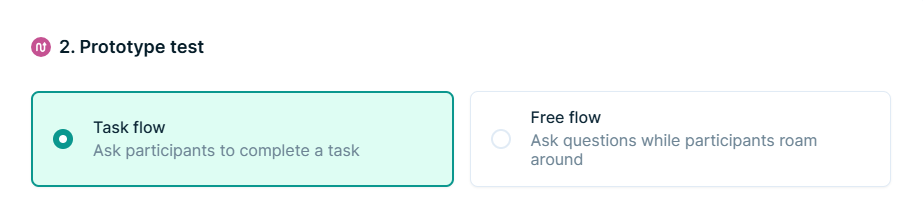 2. Prototype test
Task flow
Ask participants to complete a task
Free flow
Ask questions while participants roam
around